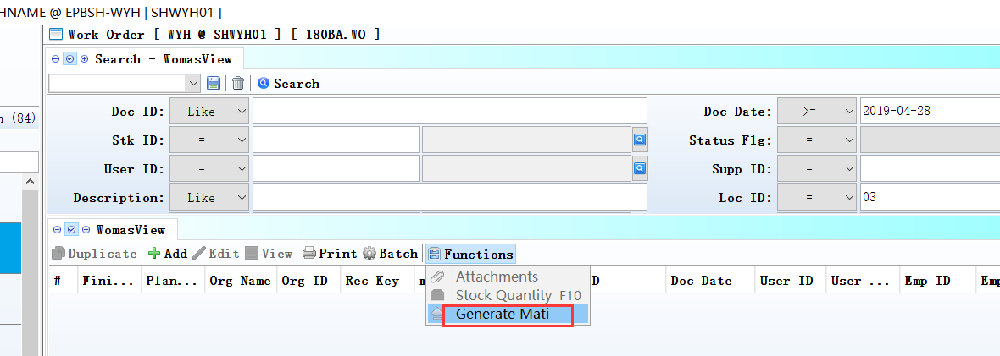 HNAME @ EPBSH-WYH | SHWYH01 ]
Work Order [ WYH @ SHWYH01 ] [ 180BA.WO ]
Search - WomasView
Search
(84)
Doc ID: Like Doc Date: >= 2019-04-28
Stk ID: = Status Flg: =
User ID: = Supp ID: =
Description: Like Loc ID: = 03
WomasView
Duplicate Add Edit View Print Batch Functions
# Fini... Plan... Org Name Org ID Rec Key Doc Date User ID User ... Emp ID
Attachments
Stock Quantity F10
Generate Mati